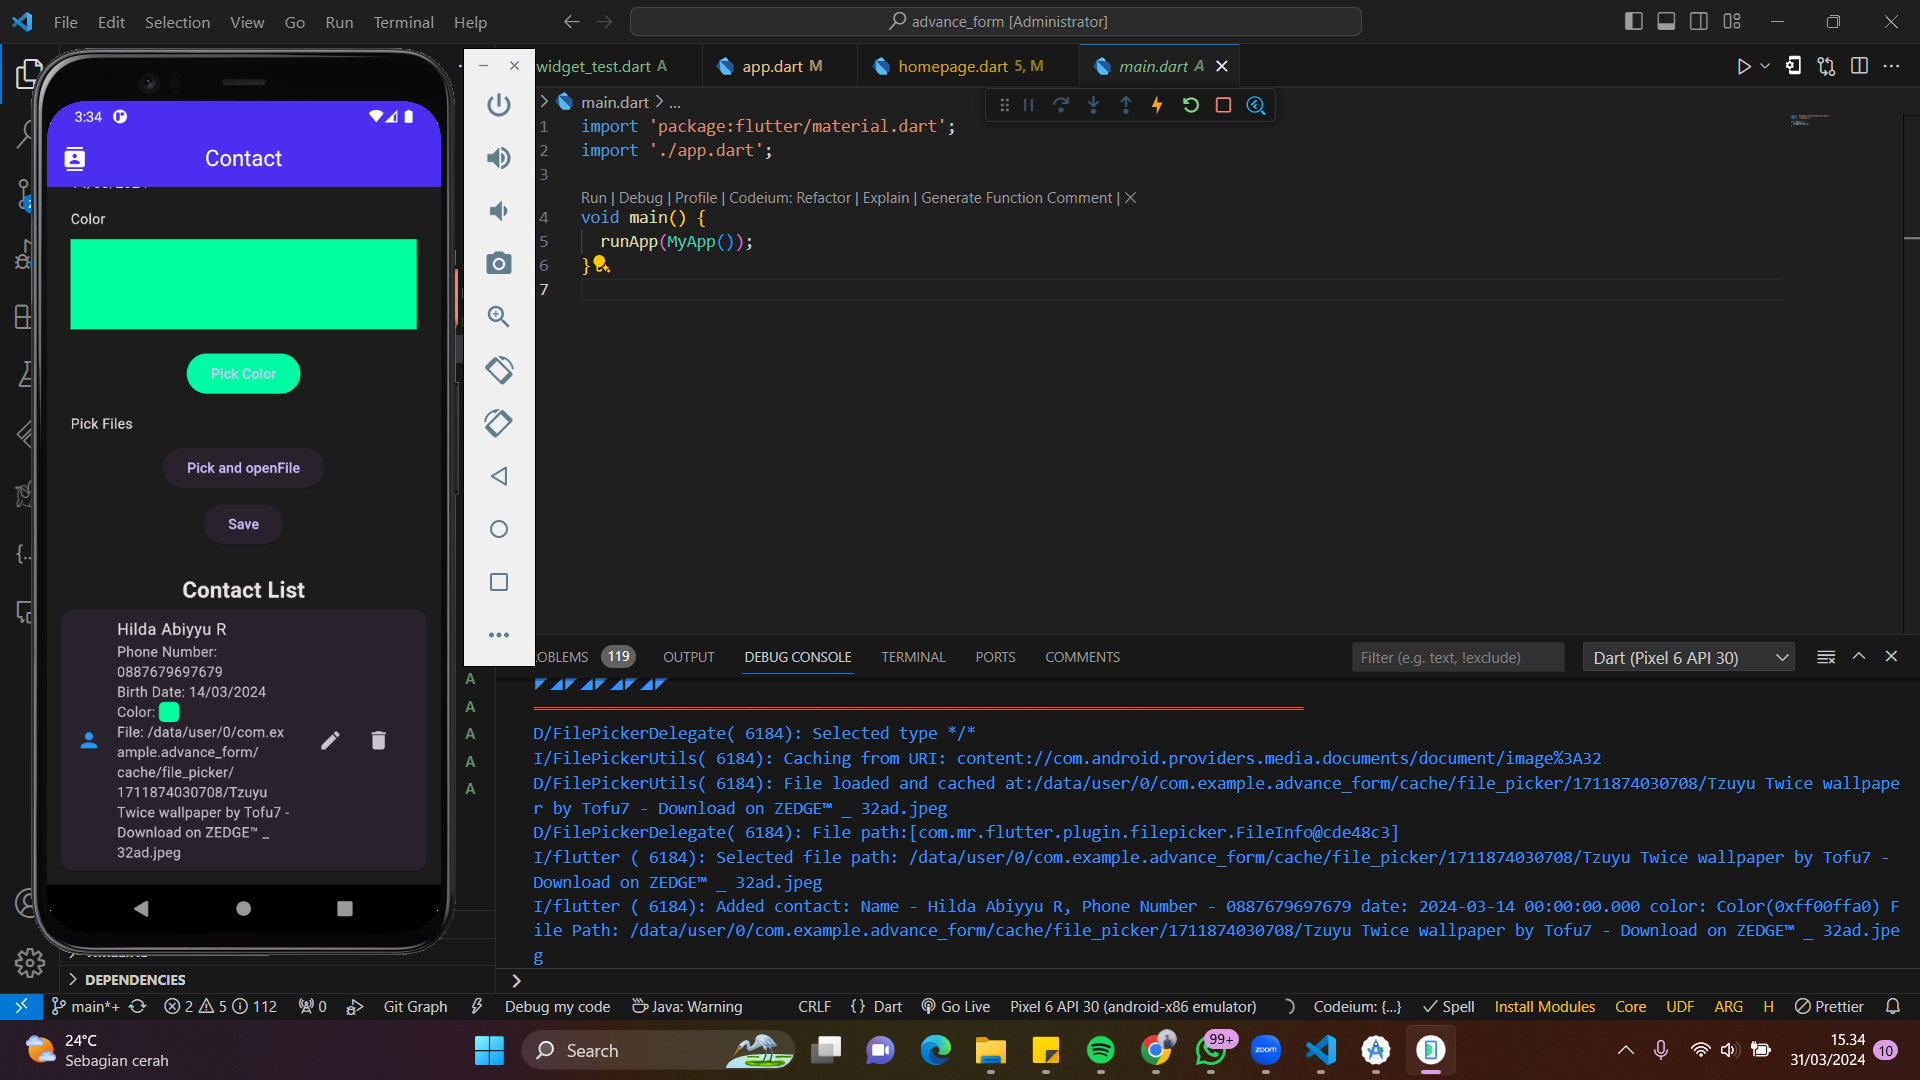 File Edit Selection View Go Run Terminal Help
advance_form [Administrator]
widget_test.dart A
app.dart M
homepage.dart 5, M
main.dart A
main.dart > ...
1 import 'package:flutter/material.dart';
2 import './app.dart';
3
Run | Debug | Profile | Codeium: Refactor | Explain | Generate Function Comment | X
4 void main() {
5 runApp(MyApp());
6 }
7
3:34
Contact
Color
Pick Color
Pick Files
Pick and openFile
Save
Contact List
Hilda Abiyyu R
Phone Number:
0887679697679
Birth Date: 14/03/2024
Color:
File: /data/user/0/com.ex
ample.advance_form/
cache/file_picker/
1711874030708/Tzuyu
Twice wallpaper by Tofu7 -
Download on ZEDGE™ _
32ad.jpeg
OBLEMS 119 OUTPUT DEBUG CONSOLE TERMINAL PORTS COMMENTS
Filter (e.g. text, !exclude)
Dart (Pixel 6 API 30)
A
A
A
A
A
D/FilePickerDelegate( 6184): Selected type */*
I/FilePickerUtils( 6184): Caching from URI: content://com.android.providers.media.documents/document/image%3A32
D/FilePickerUtils( 6184): File loaded and cached at:/data/user/0/com.example.advance_form/cache/file_picker/1711874030708/Tzuyu Twice wallpape
r by Tofu7 - Download on ZEDGE™ _ 32ad.jpeg
D/FilePickerDelegate( 6184): File path:[com.mr.flutter.plugin.filepicker.FileInfo@cde48c3]
I/flutter ( 6184): Selected file path: /data/user/0/com.example.advance_form/cache/file_picker/1711874030708/Tzuyu Twice wallpaper by Tofu7 -
Download on ZEDGE™ _ 32ad.jpeg
I/flutter ( 6184): Added contact: Name - Hilda Abiyyu R, Phone Number - 0887679697679 date: 2024-03-14 00:00:00.000 color: Color(0xff00ffa0) F
ile Path: /data/user/0/com.example.advance_form/cache/file_picker/1711874030708/Tzuyu Twice wallpaper by Tofu7 - Download on ZEDGE™ _ 32ad.jpe
g
DEPENDENCIES
main*+ 2 5 112 0 Git Graph Debug my code Java: Warning CRLF {} Dart Go Live Pixel 6 API 30 (android-x86 emulator) Codeium: {...} Spell Install Modules Core UDF ARG H Prettier
24°C
Sebagian cerah
Search
99+
zoom
15.34
31/03/2024
10